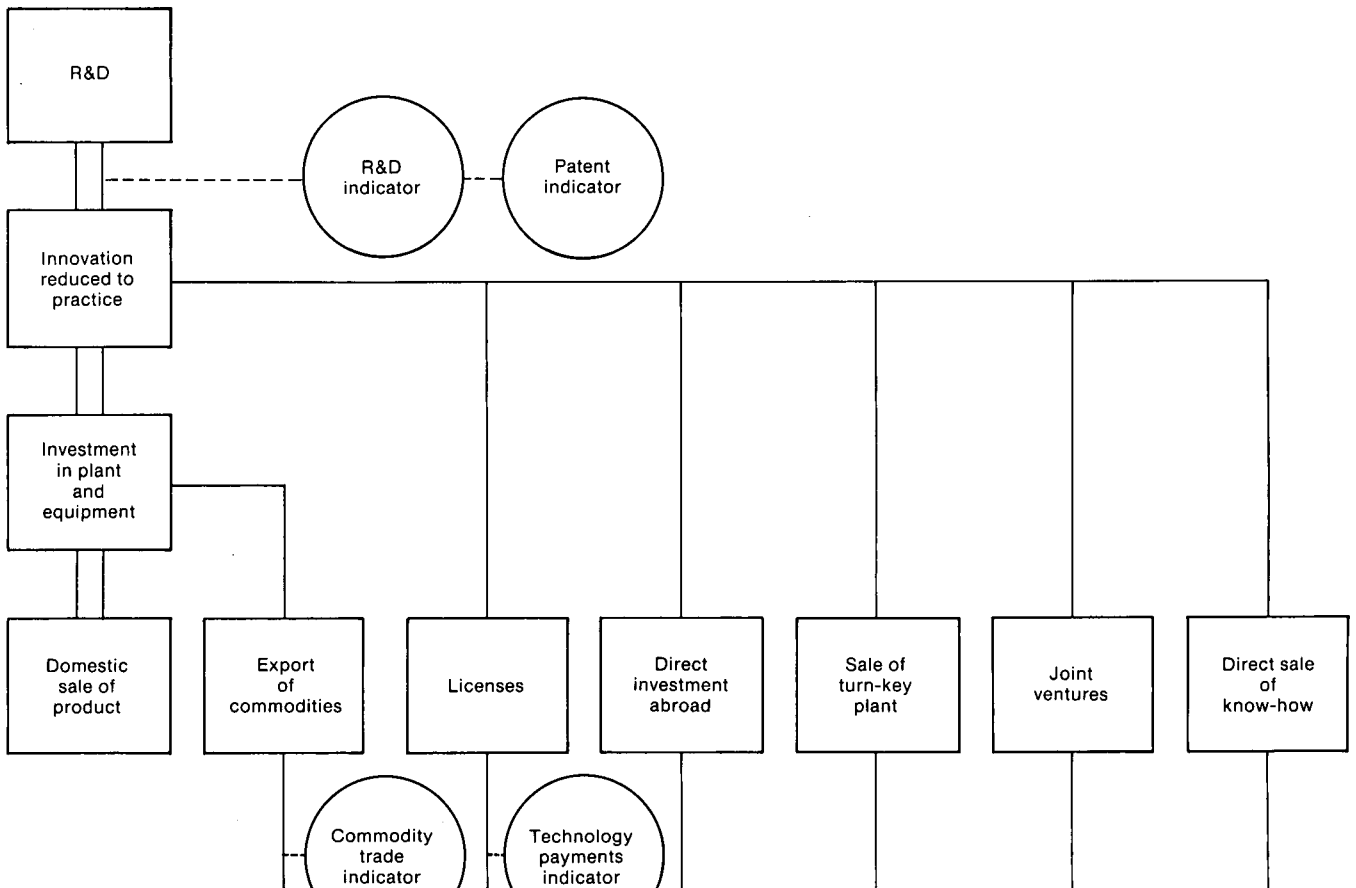 R&D
R&D
indicator
Patent
indicator
Innovation
reduced to
practice
Investment
in plant
and
equipment
Domestic
sale of
product
Export
of
commodities
Licenses
Direct
investment
abroad
Sale of
turn-key
plant
Joint
ventures
Direct sale
of
know-how
Commodity
trade
indicator
Technology
payments
indicator